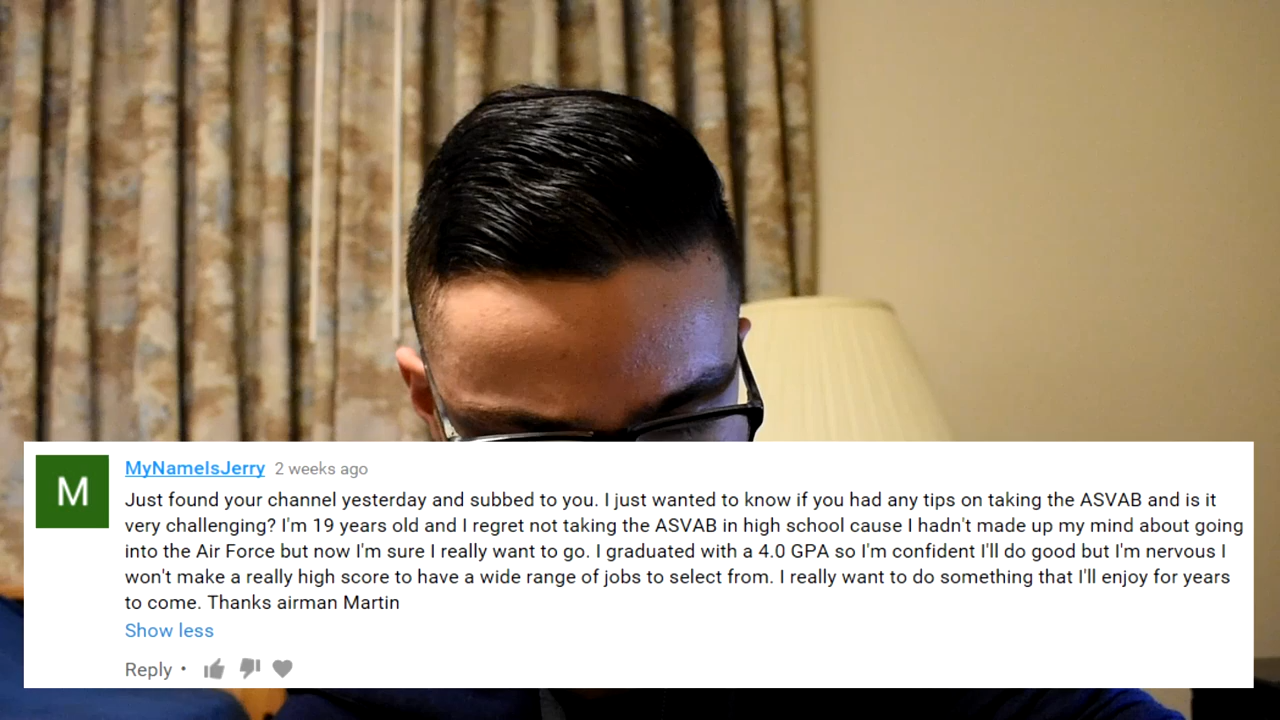 M
MyNameIsJerry 2 weeks ago
Just found your channel yesterday and subbed to you. I just wanted to know if you had any tips on taking the ASVAB and is it
very challenging? I'm 19 years old and I regret not taking the ASVAB in high school cause I hadn't made up my mind about going
into the Air Force but now I'm sure I really want to go. I graduated with a 4.0 GPA so I'm confident I'll do good but I'm nervous I
won't make a really high score to have a wide range of jobs to select from. I really want to do something that I'll enjoy for years
to come. Thanks airman Martin
Show less
Reply •